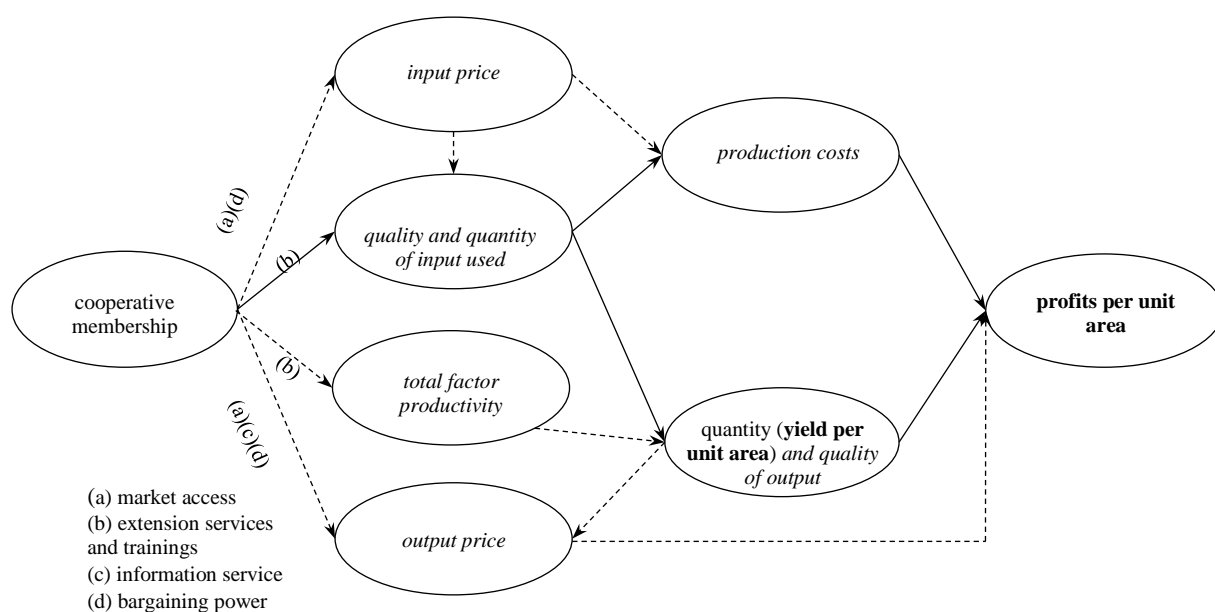 input price
production costs
(a)(d)
quality and quantity
of input used
(b)
cooperative
membership
profits per unit
area
(b)
total factor
productivity
(a)(c)(d)
quantity (yield per
unit area) and quality
of output
output price
(a) market access
(b) extension services
and trainings
(c) information service
(d) bargaining power